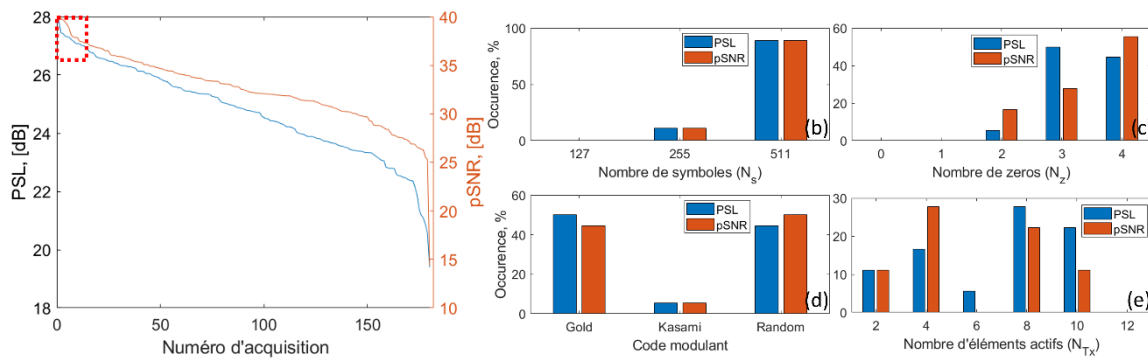 28
26
24
22
20
18
PSL, [dB]
40
35
30
25
20
15
10
pSNR, [dB]
0 50 100 150
Numéro d'acquisition
100
50
0
Occurence, %
PSL
pSNR
(b)
127 255 511
Nombre de symboles (Ns)
60
40
20
0
PSL
pSNR
(c)
0 1 2 3 4
Nombre de zeros (Nz)
60
40
20
0
Occurence, %
PSL
pSNR
(d)
Gold Kasami Random
Code modulant
30
20
10
0
PSL
pSNR
(e)
2 4 6 8 10 12
Nombre d'éléments actifs (NTx)